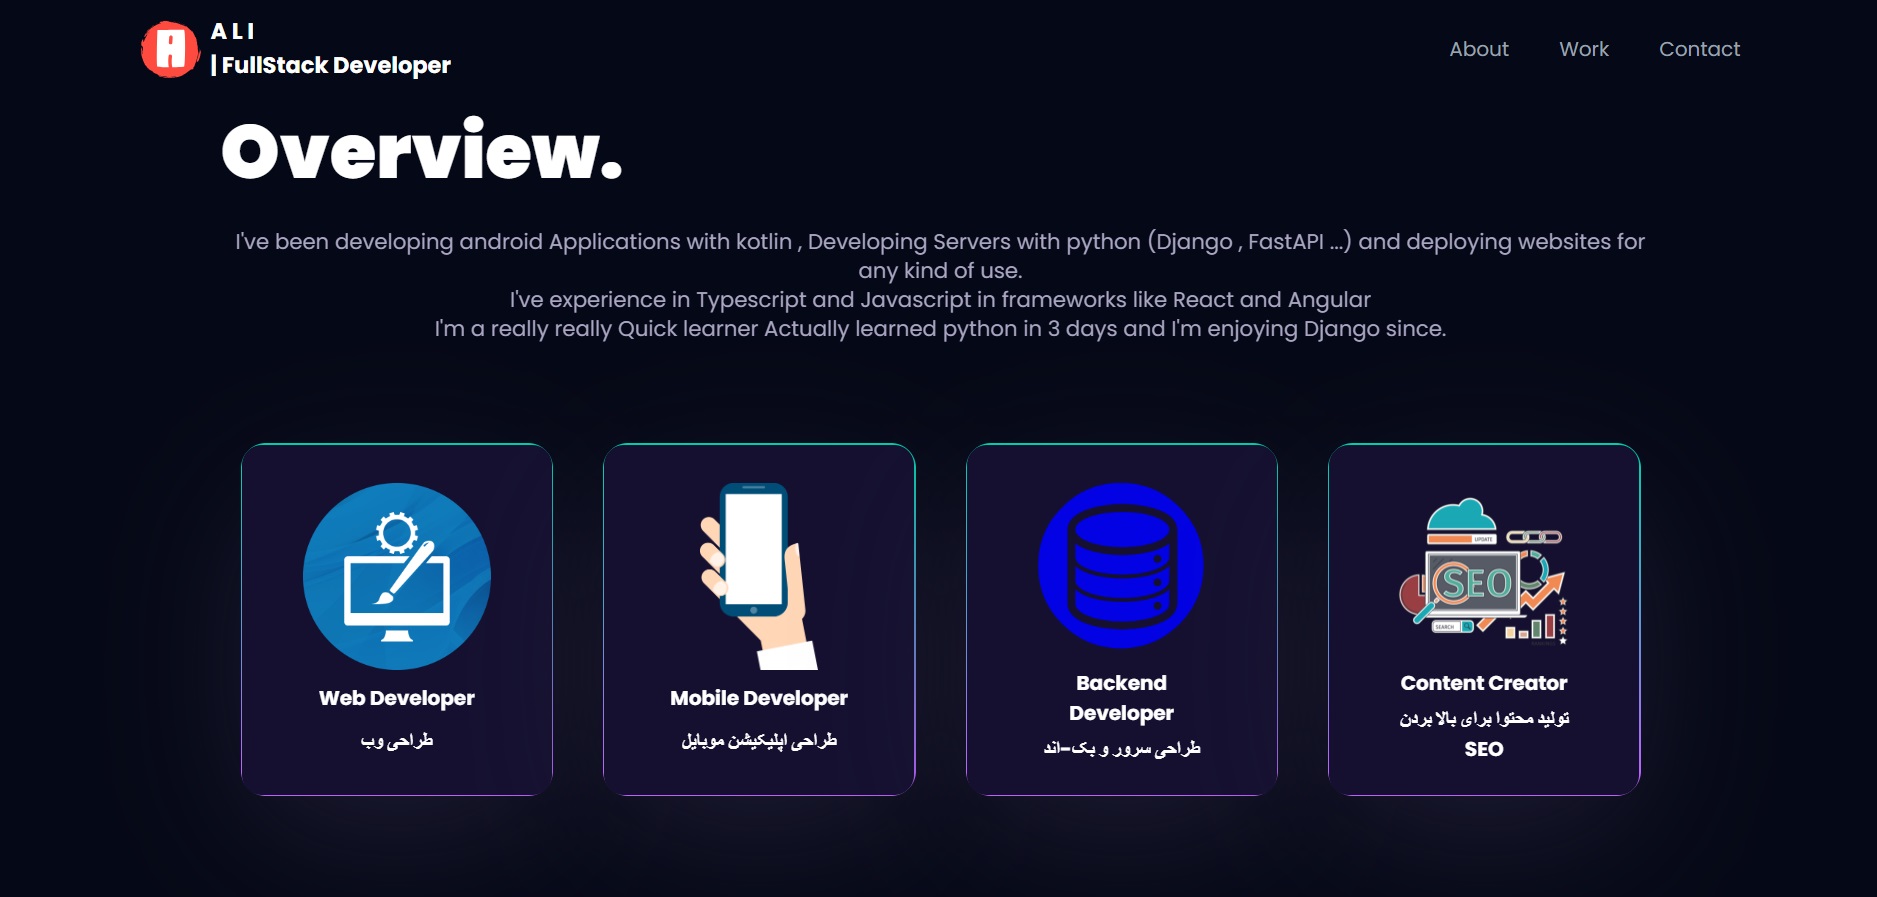 A L I
| FullStack Developer
About
Work
Contact
Overview.
I've been developing android Applications with kotlin , Developing Servers with python (Django , FastAPI ...) and deploying websites for
any kind of use.
I've experience in Typescript and Javascript in frameworks like React and Angular
I'm a really really Quick learner Actually learned python in 3 days and I'm enjoying Django since.
Web Developer
طراحی وب
Mobile Developer
طراحی اپلیکیشن موبایل
Backend
Developer
طراحی سرور و بک-اند
UPDATE
SEO
SEARCH
Content Creator
تولید محتوا برای بالا بردن
SEO